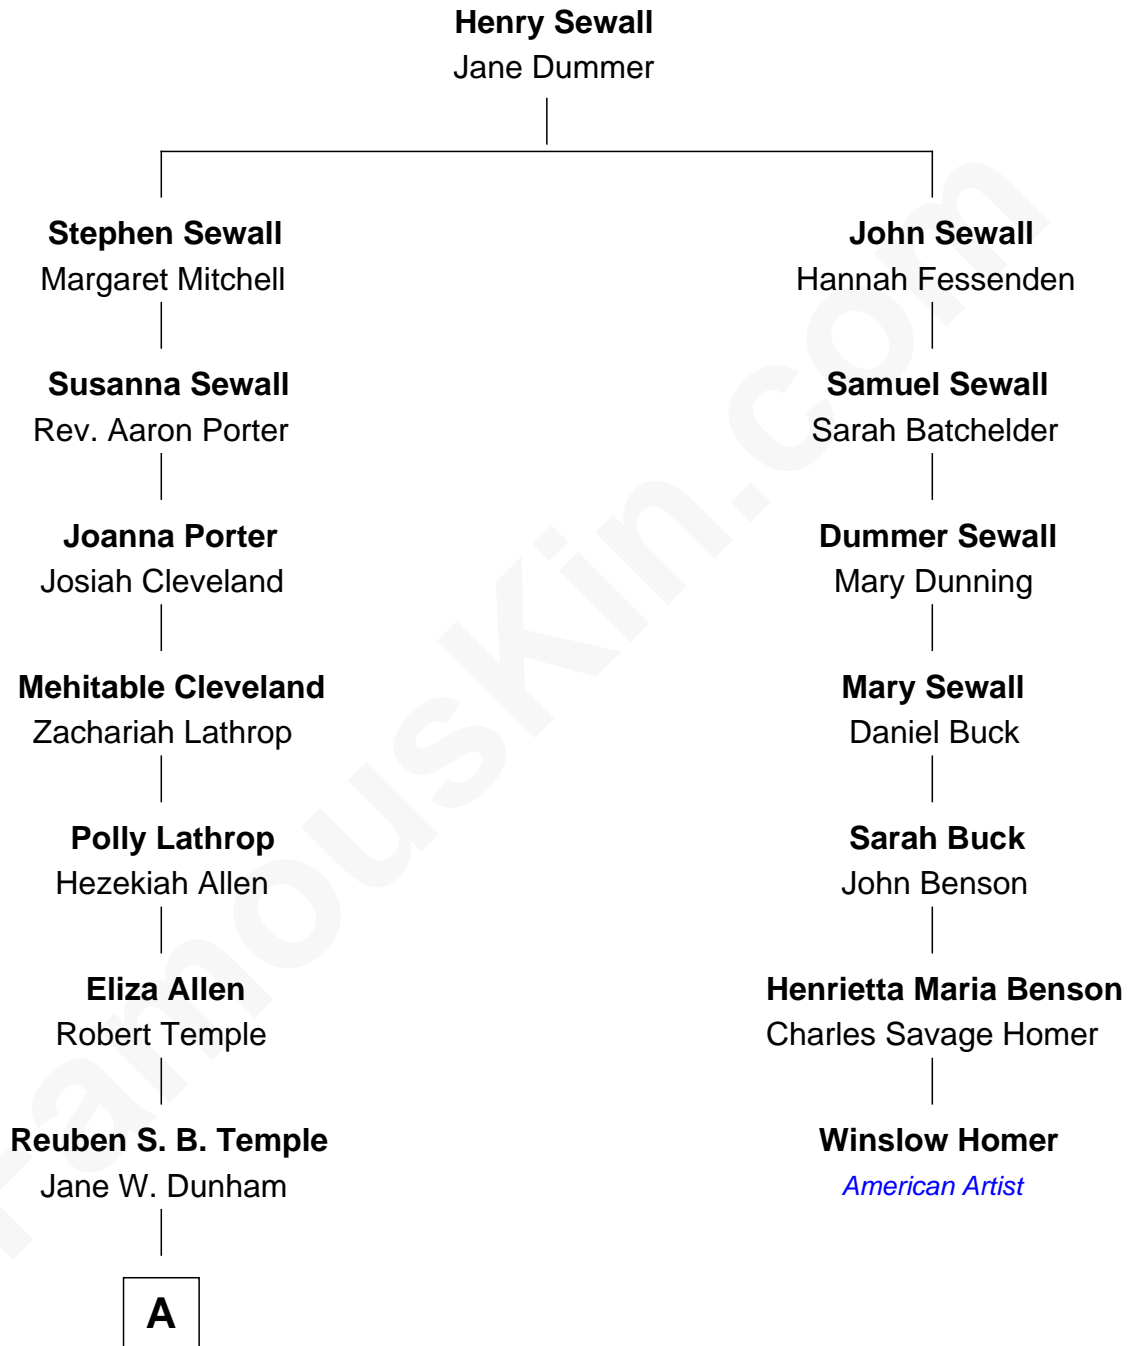 Henry Sewall
Jane Dummer
Stephen Sewall
Margaret Mitchell
John Sewall
Hannah Fessenden
Susanna Sewall
Rev. Aaron Porter
Samuel Sewall
Sarah Batchelder
Joanna Porter
Josiah Cleveland
Dummer Sewall
Mary Dunning
Mehitable Cleveland
Zachariah Lathrop
Mary Sewall
Daniel Buck
Polly Lathrop
Hezekiah Allen
Sarah Buck
John Benson
Eliza Allen
Robert Temple
Henrietta Maria Benson
Charles Savage Homer
Reuben S. B. Temple
Jane W. Dunham
Winslow Homer
American Artist
A
FamousKin.com